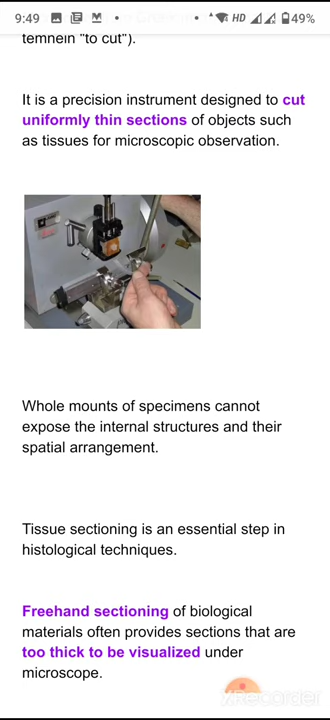 9:49 HD 49%
temnein "to cut").
It is a precision instrument designed to cut
uniformly thin sections of objects such
as tissues for microscopic observation.
Whole mounts of specimens cannot
expose the internal structures and their
spatial arrangement.
Tissue sectioning is an essential step in
histological techniques.
Freehand sectioning of biological
materials often provides sections that are
too thick to be visualized under
microscope.
XRecorder